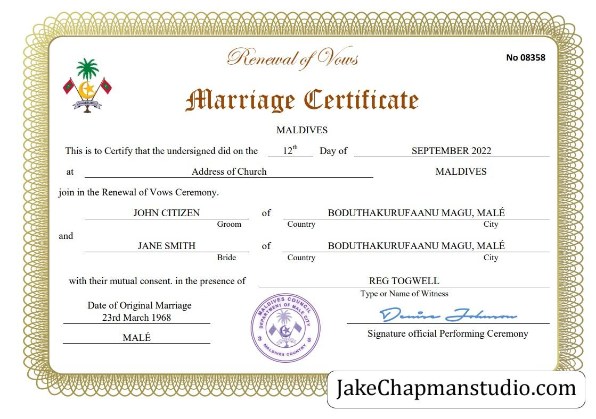 Renewal of Vows
No 08358
Marriage Certificate
MALDIVES
This is to Certify that the undersigned did on the 12th Day of SEPTEMBER 2022
at Address of Church MALDIVES
join in the Renewal of Vows Ceremony.
JOHN CITIZEN of BODUTHAKURUFAANU MAGU, MALÉ
Groom Country City
and
JANE SMITH of BODUTHAKURUFAANU MAGU, MALÉ
Bride Country City
with their mutual consent. in the presence of REG TOGWELL
Type or Name of Witness
Date of Original Marriage
23rd March 1968
MALÉ
MALDIVES COUNCIL
DEPARTMENT OF MALE CITY
MALDIVES COUNTRY
Denise Johnson
Signature official Performing Ceremony
JakeChapmanstudio.com